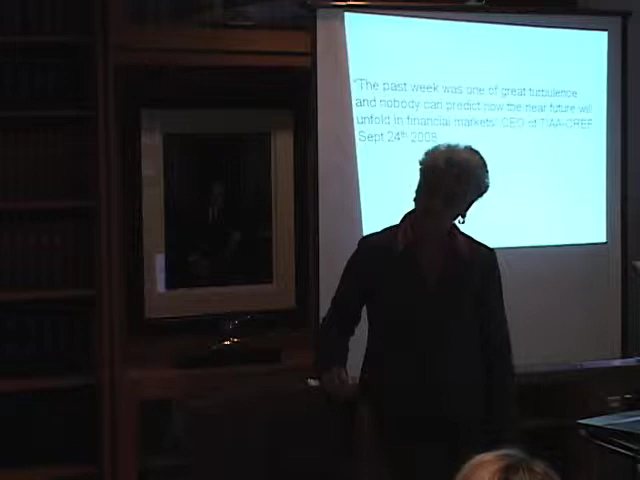 "The past week was one of great turbulence
and nobody can predict how the near future will
unfold in financial markets" CEO of TIAA-CREF
Sept 24th 2008